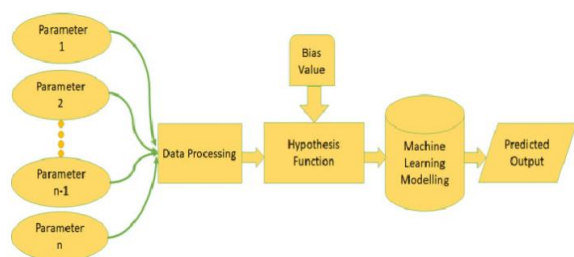 Parameter
1
Parameter
2
Parameter
n-1
Parameter
n
Data Processing
Bias
Value
Hypothesis
Function
Machine
Learning
Modelling
Predicted
Output